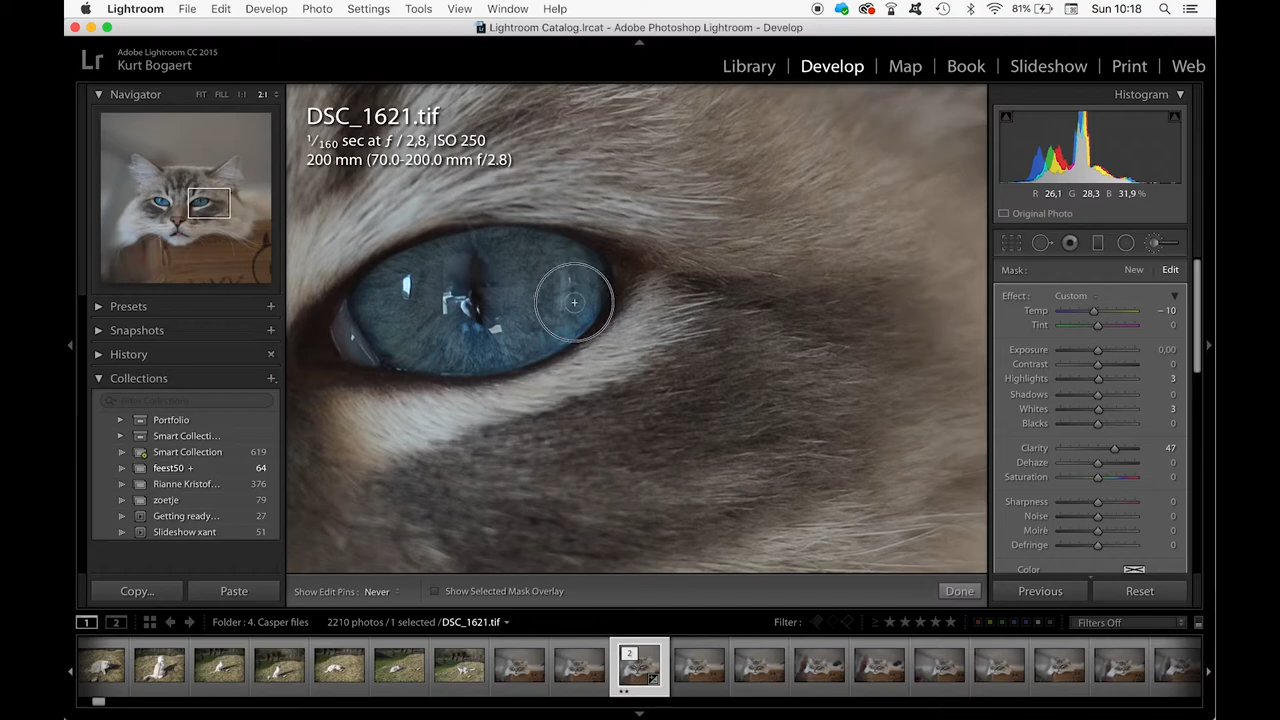 Lightroom File Edit Develop Photo Settings Tools View Window Help 81% Sun 10:18
Lightroom Catalog.lrcat - Adobe Photoshop Lightroom - Develop
Lr Adobe Lightroom CC 2015
Kurt Bogaert
Library Develop Map Book Slideshow Print Web
Navigator FIT FILL 1:1 2:1
Histogram
DSC_1621.tif
1/160 sec at ƒ / 2,8, ISO 250
200 mm (70.0-200.0 mm f/2.8)
R 26,1 G 28,3 B 31,9 %
Original Photo
Mask: New Edit
Effect: Custom
Temp – 10
Tint 0
Exposure 0,00
Contrast 0
Highlights 3
Shadows 0
Whites 3
Blacks 0
Clarity 47
Dehaze 0
Saturation 0
Sharpness 0
Noise 0
Moiré 0
Defringe 0
Color
Presets +
Snapshots +
History ×
Collections +
Filter Collections
Portfolio
Smart Collecti...
Smart Collection 619
feest50 + 64
Rianne Kristof... 376
zoetje 79
Getting ready... 27
Slideshow xant 51
Copy... Paste
Show Edit Pins : Never Show Selected Mask Overlay Done
Previous Reset
1 2 Folder : 4. Casper files 2210 photos / 1 selected / DSC_1621.tif Filter : ≥ ★★★★★ Filters Off
2